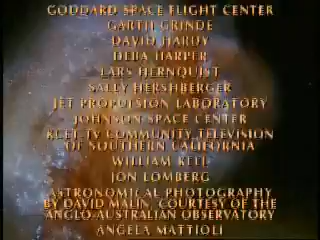 GODDARD SPACE FLIGHT CENTER
GARTH GRINDE
DAVID HARDY
DEBA HARPER
LARS HERNQUIST
SALLY HERSHBERGER
JET PROPULSION LABORATORY
JOHNSON SPACE CENTER
KCET-TV COMMUNITY TELEVISION
OF SOUTHERN CALIFORNIA
WILLIAM KEEL
JON LOMBERG
ASTRONOMICAL PHOTOGRAPHY
BY DAVID MALIN, COURTESY OF THE
ANGLO-AUSTRALIAN OBSERVATORY
ANGELA MATTIOLI